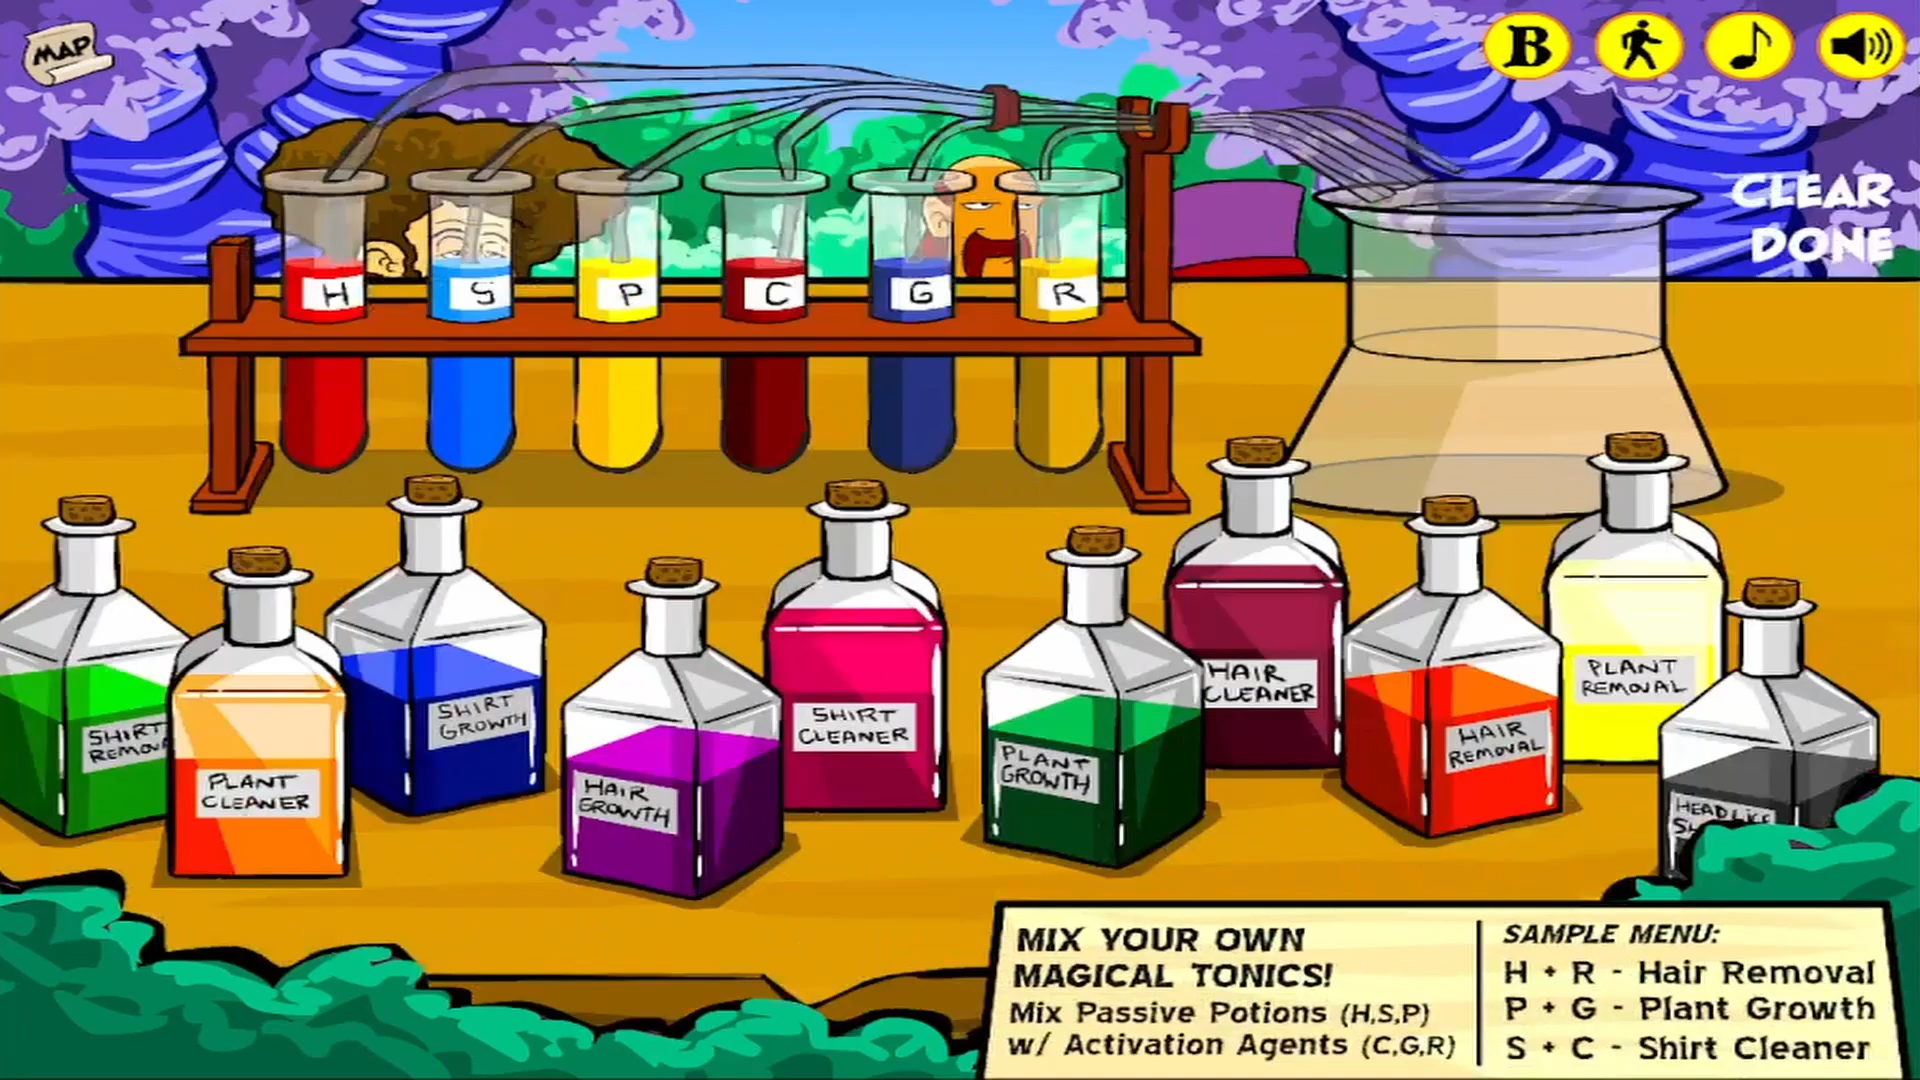 MAP
B
CLEAR
DONE
H
S
P
C
G
R
SHIRT
PLANT
CLEANER
SHIRT
GROWTH
HAIR
GROWTH
SHIRT
CLEANER
PLANT
GROWTH
HAIR
CLEANER
HAIR
REMOVAL
PLANT
REMOVAL
MIX YOUR OWN
MAGICAL TONICS!
Mix Passive Potions (H,S,P)
w/ Activation Agents (C,G,R)
SAMPLE MENU:
H + R - Hair Removal
P + G - Plant Growth
S + C - Shirt Cleaner